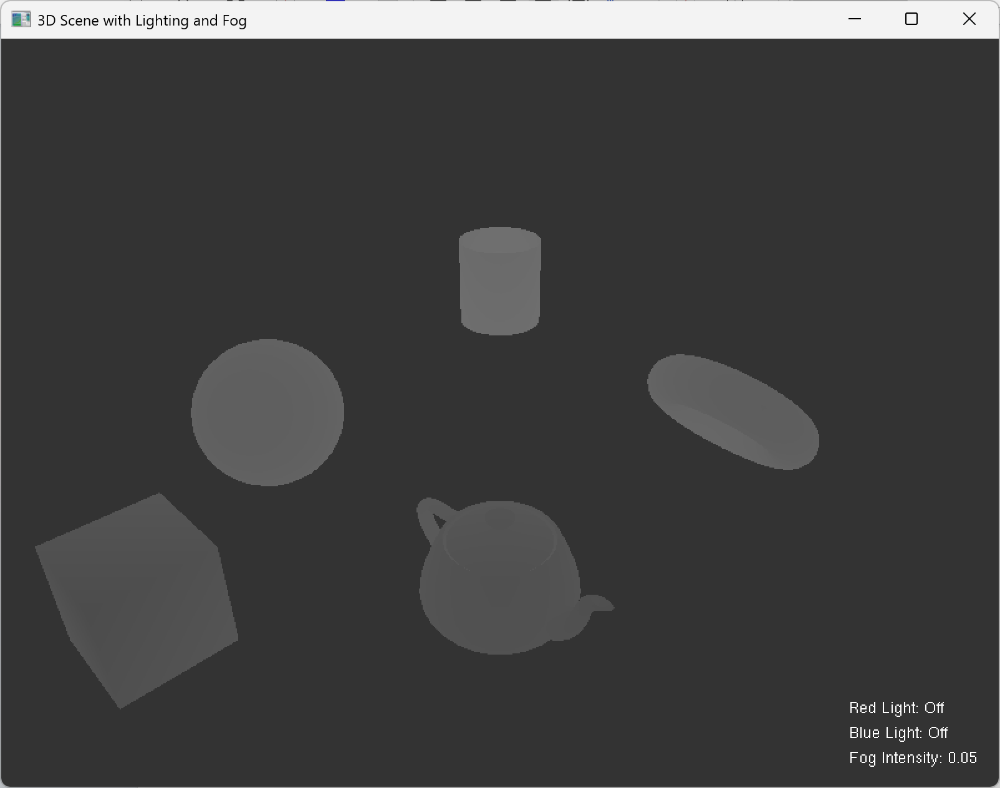 3D Scene with Lighting and Fog
Red Light: Off
Blue Light: Off
Fog Intensity: 0.05